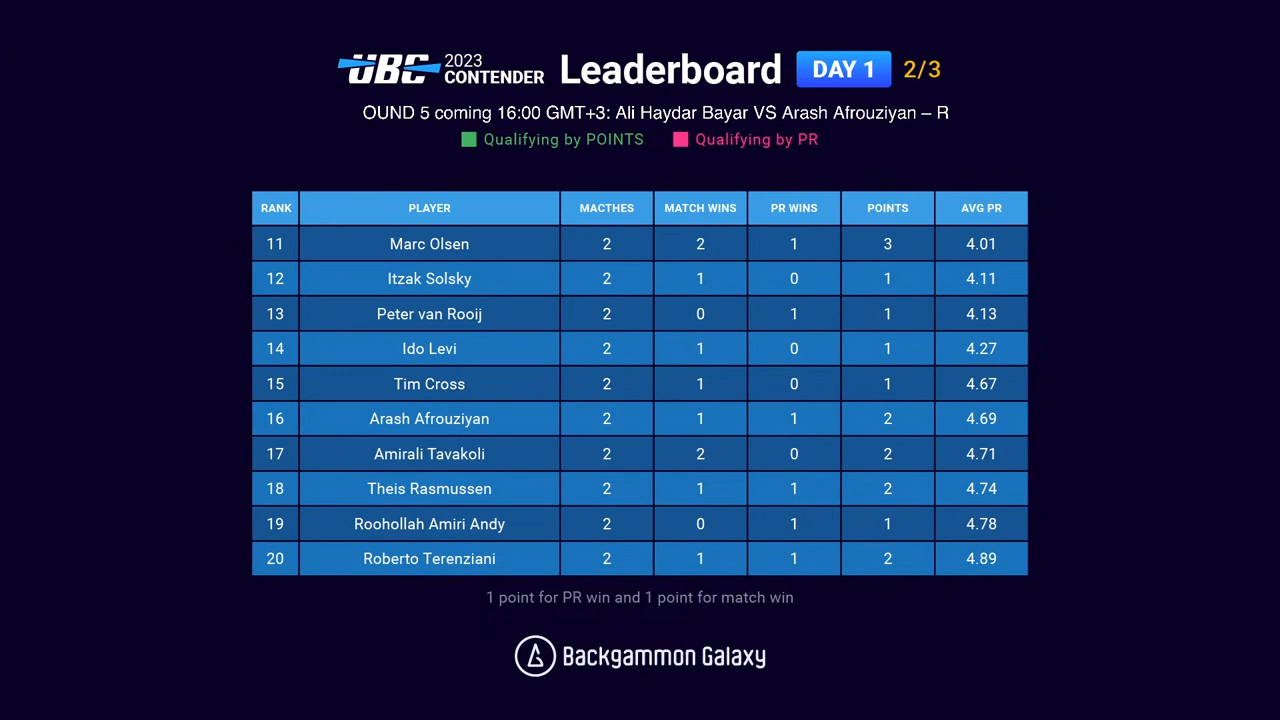 UBC 2023 CONTENDER Leaderboard DAY 1 2/3
OUND 5 coming 16:00 GMT+3: Ali Haydar Bayar VS Arash Afrouziyan – R
Qualifying by POINTS Qualifying by PR
RANK PLAYER MACTHES MATCH WINS PR WINS POINTS AVG PR
11 Marc Olsen 2 2 1 3 4.01
12 Itzak Solsky 2 1 0 1 4.11
13 Peter van Rooij 2 0 1 1 4.13
14 Ido Levi 2 1 0 1 4.27
15 Tim Cross 2 1 0 1 4.67
16 Arash Afrouziyan 2 1 1 2 4.69
17 Amirali Tavakoli 2 2 0 2 4.71
18 Theis Rasmussen 2 1 1 2 4.74
19 Roohollah Amiri Andy 2 0 1 1 4.78
20 Roberto Terenziani 2 1 1 2 4.89
1 point for PR win and 1 point for match win
Backgammon Galaxy